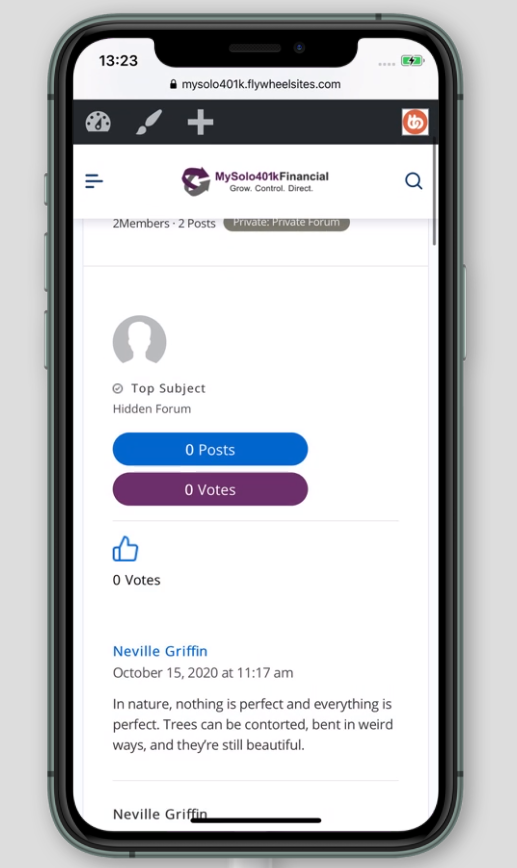 13:23
mysolo401k.flywheelsites.com
MySolo401kFinancial
Grow. Control. Direct.
2Members · 2 Posts Private: Private Forum
Top Subject
Hidden Forum
0 Posts
0 Votes
0 Votes
Neville Griffin
October 15, 2020 at 11:17 am
In nature, nothing is perfect and everything is
perfect. Trees can be contorted, bent in weird
ways, and they're still beautiful.
Neville Griffin